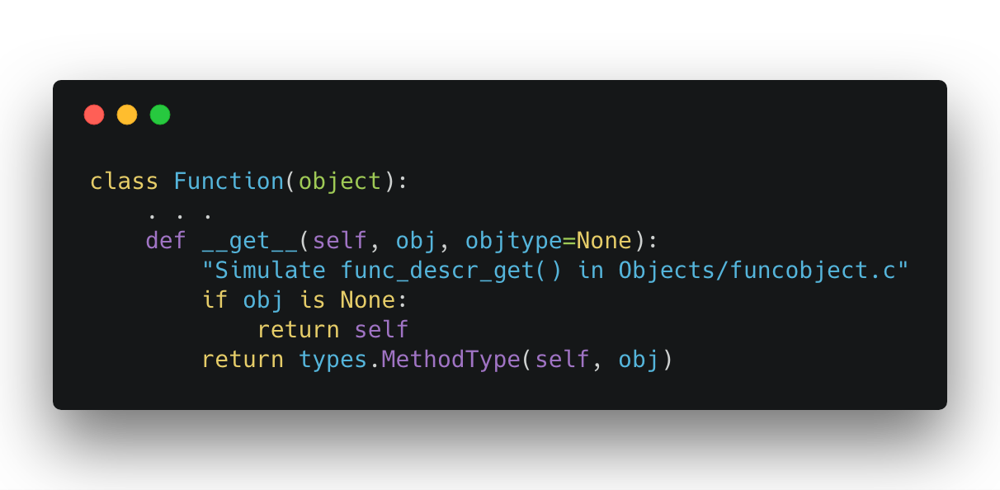 class Function(object):
    . . .
    def __get__(self, obj, objtype=None):
        "Simulate func_descr_get() in Objects/funcobject.c"
        if obj is None:
            return self
        return types.MethodType(self, obj)